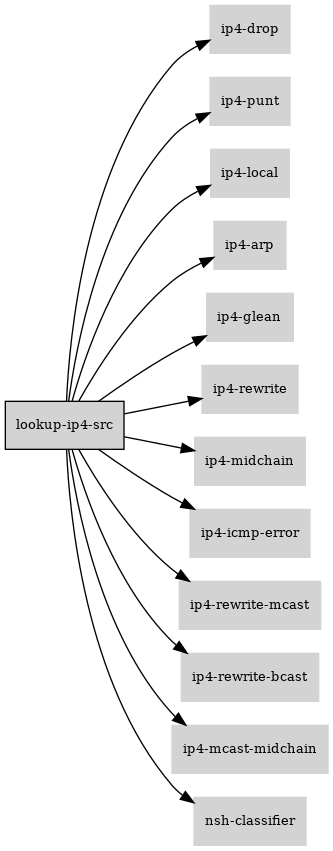 ip4-drop
ip4-punt
ip4-local
ip4-arp
ip4-glean
ip4-rewrite
lookup-ip4-src
ip4-midchain
ip4-icmp-error
ip4-rewrite-mcast
ip4-rewrite-bcast
ip4-mcast-midchain
nsh-classifier